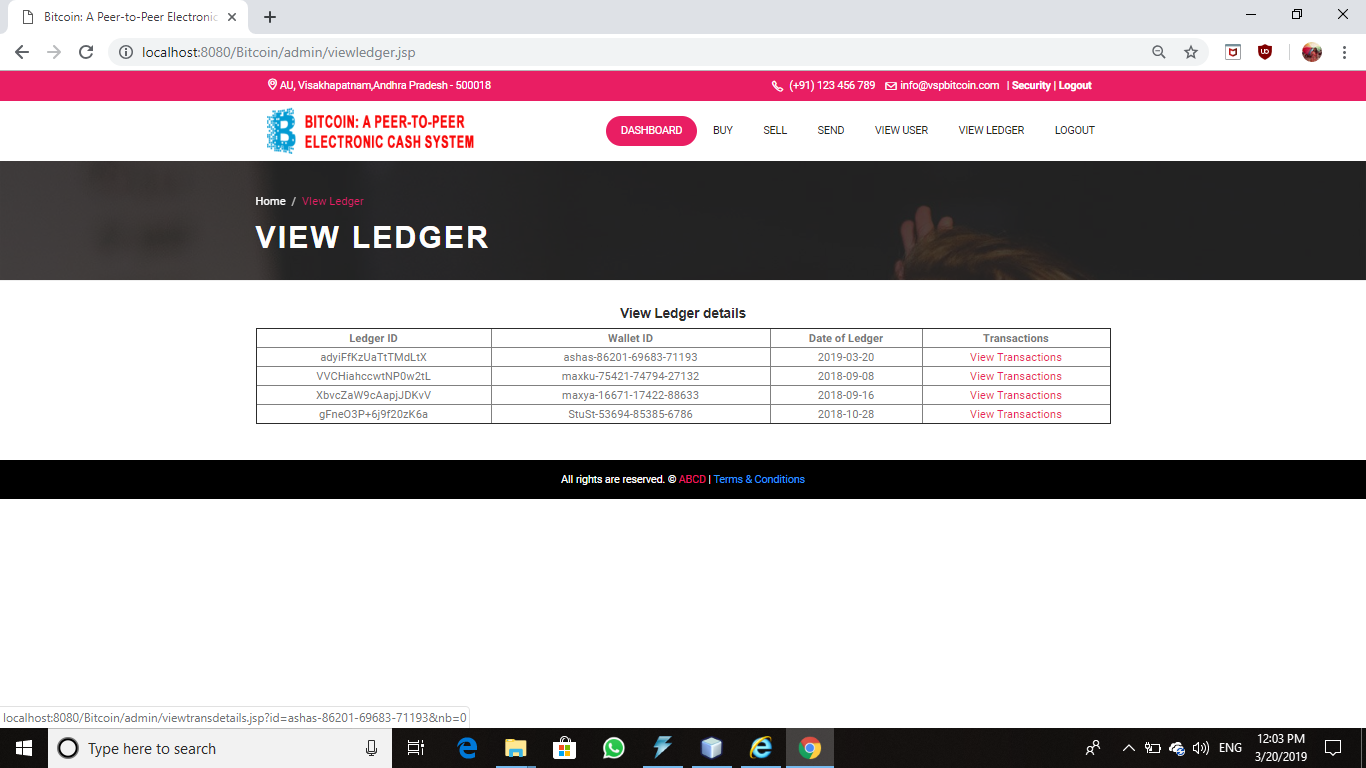 Bitcoin: A Peer-to-Peer Electronic
localhost:8080/Bitcoin/admin/viewledger.jsp
AU, Visakhapatnam,Andhra Pradesh - 500018 (+91) 123 456 789 info@vspbitcoin.com | Security | Logout
BITCOIN: A PEER-TO-PEER
ELECTRONIC CASH SYSTEM
DASHBOARD BUY SELL SEND VIEW USER VIEW LEDGER LOGOUT
Home / View Ledger
VIEW LEDGER
View Ledger details
Ledger ID Wallet ID Date of Ledger Transactions
adyiFfKzUaTtTMdLtX ashas-86201-69683-71193 2019-03-20 View Transactions
VVCHiahccwtNP0w2tL maxku-75421-74794-27132 2018-09-08 View Transactions
XbvcZaW9cAapjJDKvV maxya-16671-17422-88633 2018-09-16 View Transactions
gFneO3P+6j9f20zK6a StuSt-53694-85385-6786 2018-10-28 View Transactions
All rights are reserved. © ABCD | Terms & Conditions
localhost:8080/Bitcoin/admin/viewtransdetails.jsp?id=ashas-86201-69683-71193&nb=0
Type here to search
ENG
12:03 PM
3/20/2019